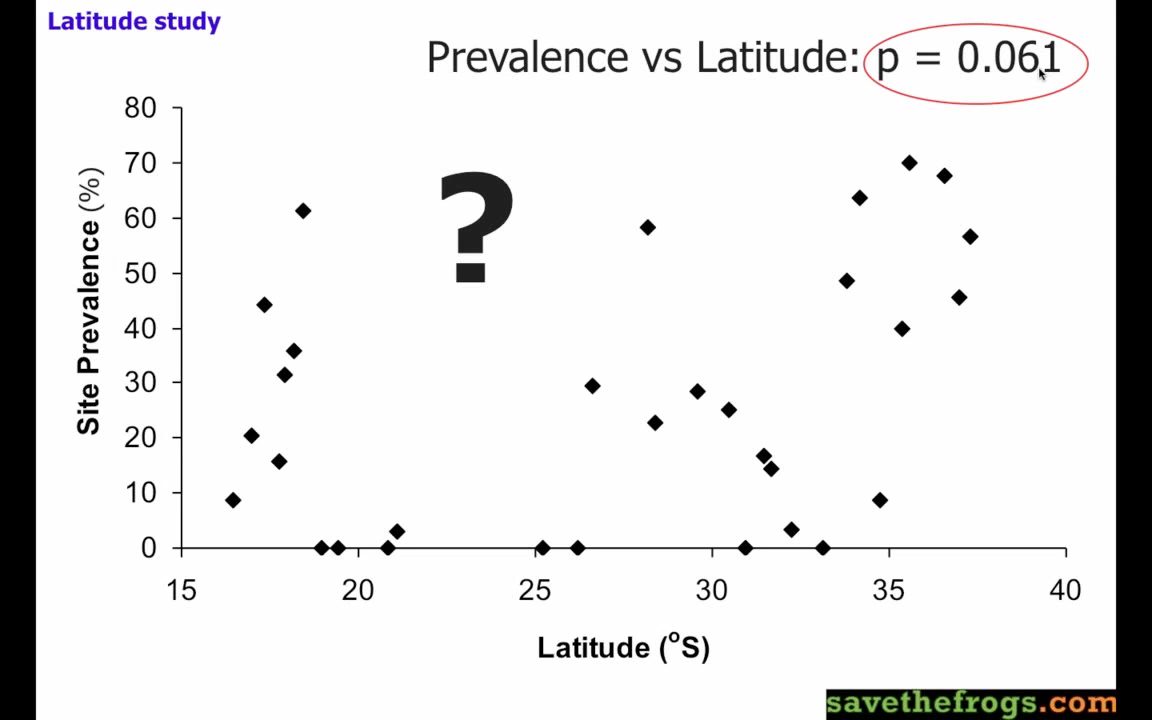 Latitude study
Prevalence vs Latitude: p = 0.061
?
Site Prevalence (%)
80
70
60
50
40
30
20
10
0
15 20 25 30 35 40
Latitude (°S)
savethefrogs.com